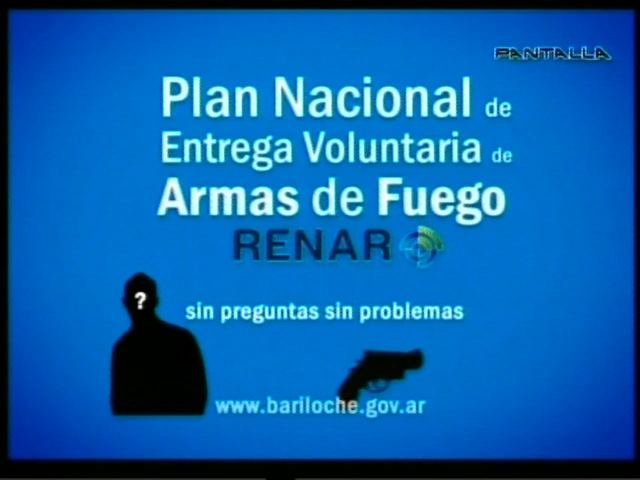 PANTALLA
Plan Nacional de
Entrega Voluntaria de
Armas de Fuego
RENAR
?
sin preguntas sin problemas
www.bariloche.gov.ar